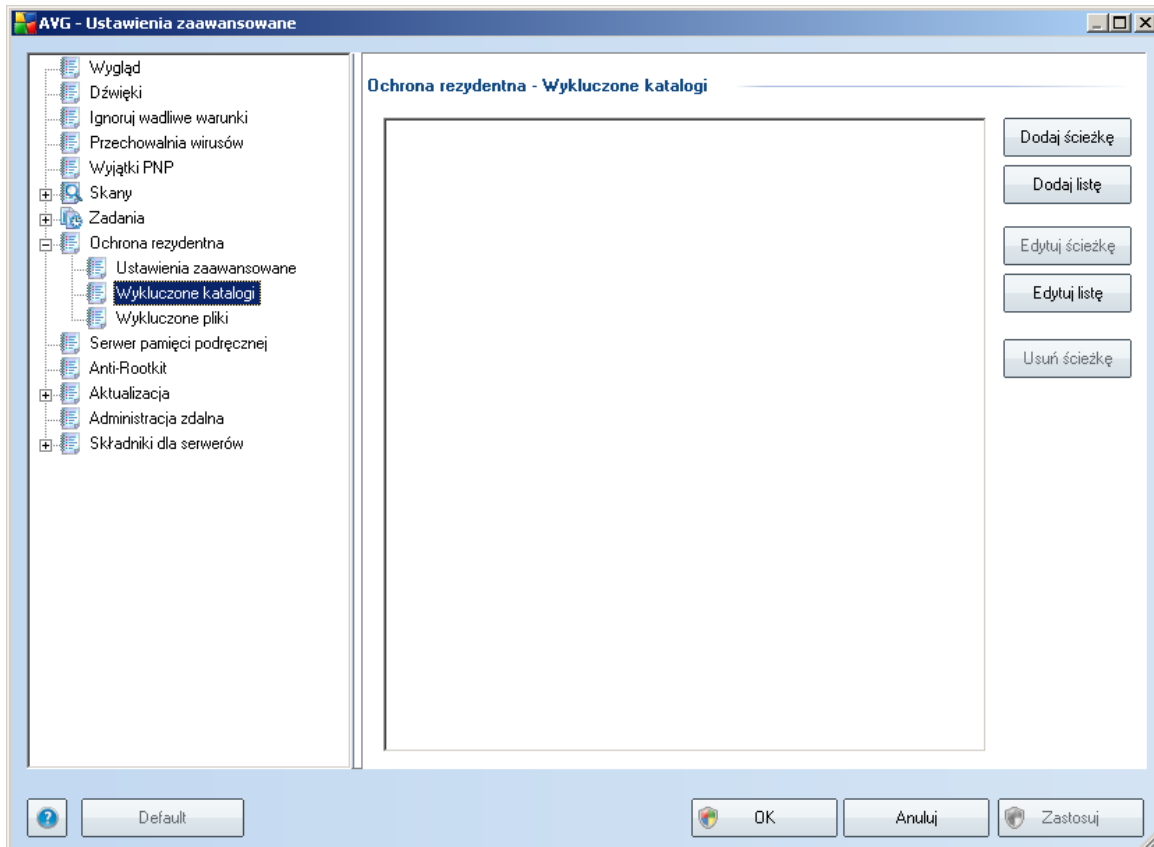 AVG - Ustawienia zaawansowane
Wygląd
Dźwięki
Ignoruj wadliwe warunki
Przechowalnia wirusów
Wyjątki PNP
Skany
Zadania
Ochrona rezydentna
Ustawienia zaawansowane
Wykluczone katalogi
Wykluczone pliki
Serwer pamięci podręcznej
Anti-Rootkit
Aktualizacja
Administracja zdalna
Składniki dla serwerów
Ochrona rezydentna - Wykluczone katalogi
Dodaj ścieżkę
Dodaj listę
Edytuj ścieżkę
Edytuj listę
Usuń ścieżkę
Default
OK
Anuluj
Zastosuj